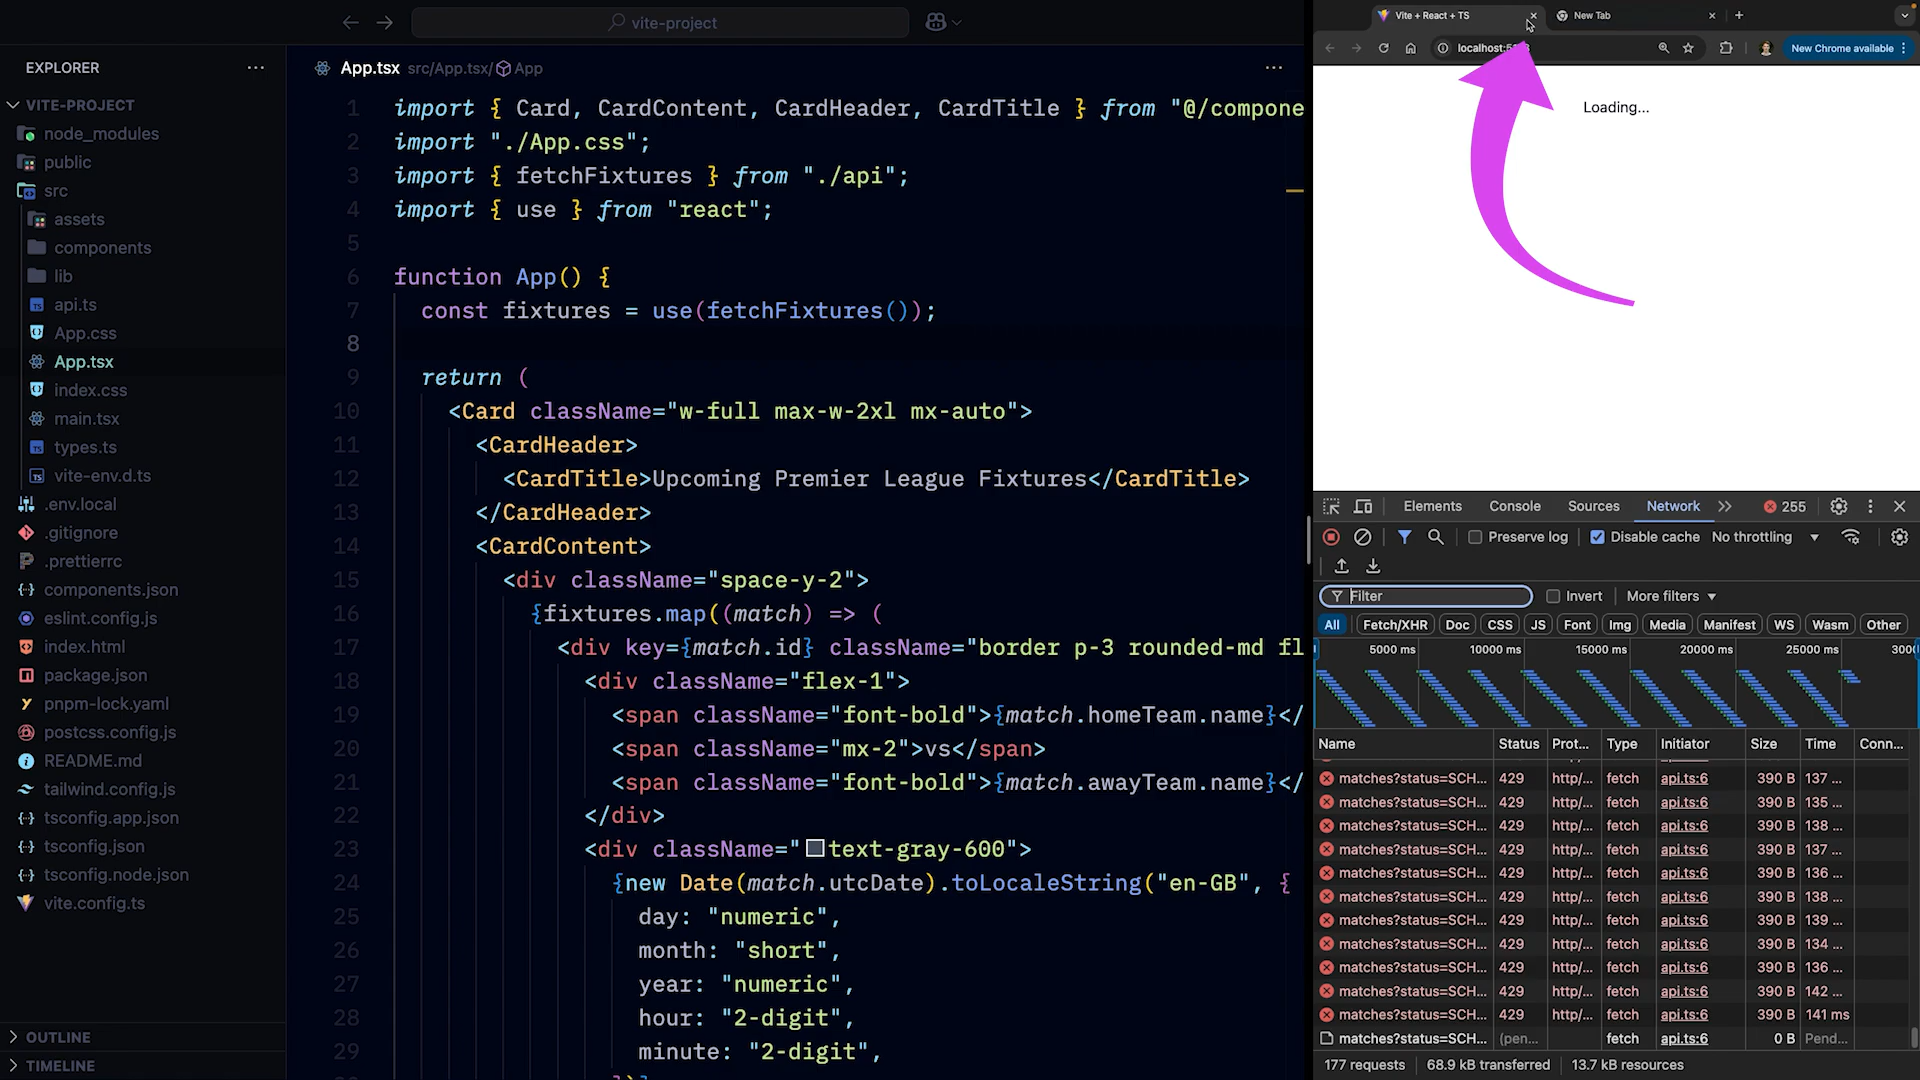 vite-project
EXPLORER
VITE-PROJECT
node_modules
public
src
assets
components
lib
api.ts
App.css
App.tsx
index.css
main.tsx
types.ts
vite-env.d.ts
.env.local
.gitignore
.prettierrc
components.json
eslint.config.js
index.html
package.json
pnpm-lock.yaml
postcss.config.js
README.md
tailwind.config.js
tsconfig.app.json
tsconfig.json
tsconfig.node.json
vite.config.ts
OUTLINE
TIMELINE
App.tsx src/App.tsx/ App
1 import { Card, CardContent, CardHeader, CardTitle } from "@/compone
2 import "./App.css";
3 import { fetchFixtures } from "./api";
4 import { use } from "react";
5
6 function App() {
7 const fixtures = use(fetchFixtures());
8
9 return (
10 <Card className="w-full max-w-2xl mx-auto">
11 <CardHeader>
12 <CardTitle>Upcoming Premier League Fixtures</CardTitle>
13 </CardHeader>
14 <CardContent>
15 <div className="space-y-2">
16 {fixtures.map((match) => (
17 <div key={match.id} className="border p-3 rounded-md fl
18 <div className="flex-1">
19 <span className="font-bold">{match.homeTeam.name}</
20 <span className="mx-2">vs</span>
21 <span className="font-bold">{match.awayTeam.name}</
22 </div>
23 <div className="text-gray-600">
24 {new Date(match.utcDate).toLocaleString("en-GB", {
25 day: "numeric",
26 month: "short",
27 year: "numeric",
28 hour: "2-digit",
29 minute: "2-digit",
Vite + React + TS New Tab
localhost:5 New Chrome available
Loading...
Elements Console Sources Network 255
Preserve log Disable cache No throttling
Filter Invert More filters
All Fetch/XHR Doc CSS JS Font Img Media Manifest WS Wasm Other
5000 ms 10000 ms 15000 ms 20000 ms 25000 ms 3000
Name Status Prot... Type Initiator Size Time Conn...
matches?status=SCH... 429 http/... fetch api.ts:6 390 B 137 ...
matches?status=SCH... 429 http/... fetch api.ts:6 390 B 135 ...
matches?status=SCH... 429 http/... fetch api.ts:6 390 B 138 ...
matches?status=SCH... 429 http/... fetch api.ts:6 390 B 137 ...
matches?status=SCH... 429 http/... fetch api.ts:6 390 B 136 ...
matches?status=SCH... 429 http/... fetch api.ts:6 390 B 138 ...
matches?status=SCH... 429 http/... fetch api.ts:6 390 B 139 ...
matches?status=SCH... 429 http/... fetch api.ts:6 390 B 134 ...
matches?status=SCH... 429 http/... fetch api.ts:6 390 B 136 ...
matches?status=SCH... 429 http/... fetch api.ts:6 390 B 142 ...
matches?status=SCH... 429 http/... fetch api.ts:6 390 B 141 ms
matches?status=SCH... (pen... fetch api.ts:6 0 B Pend...
177 requests 68.9 kB transferred 13.7 kB resources